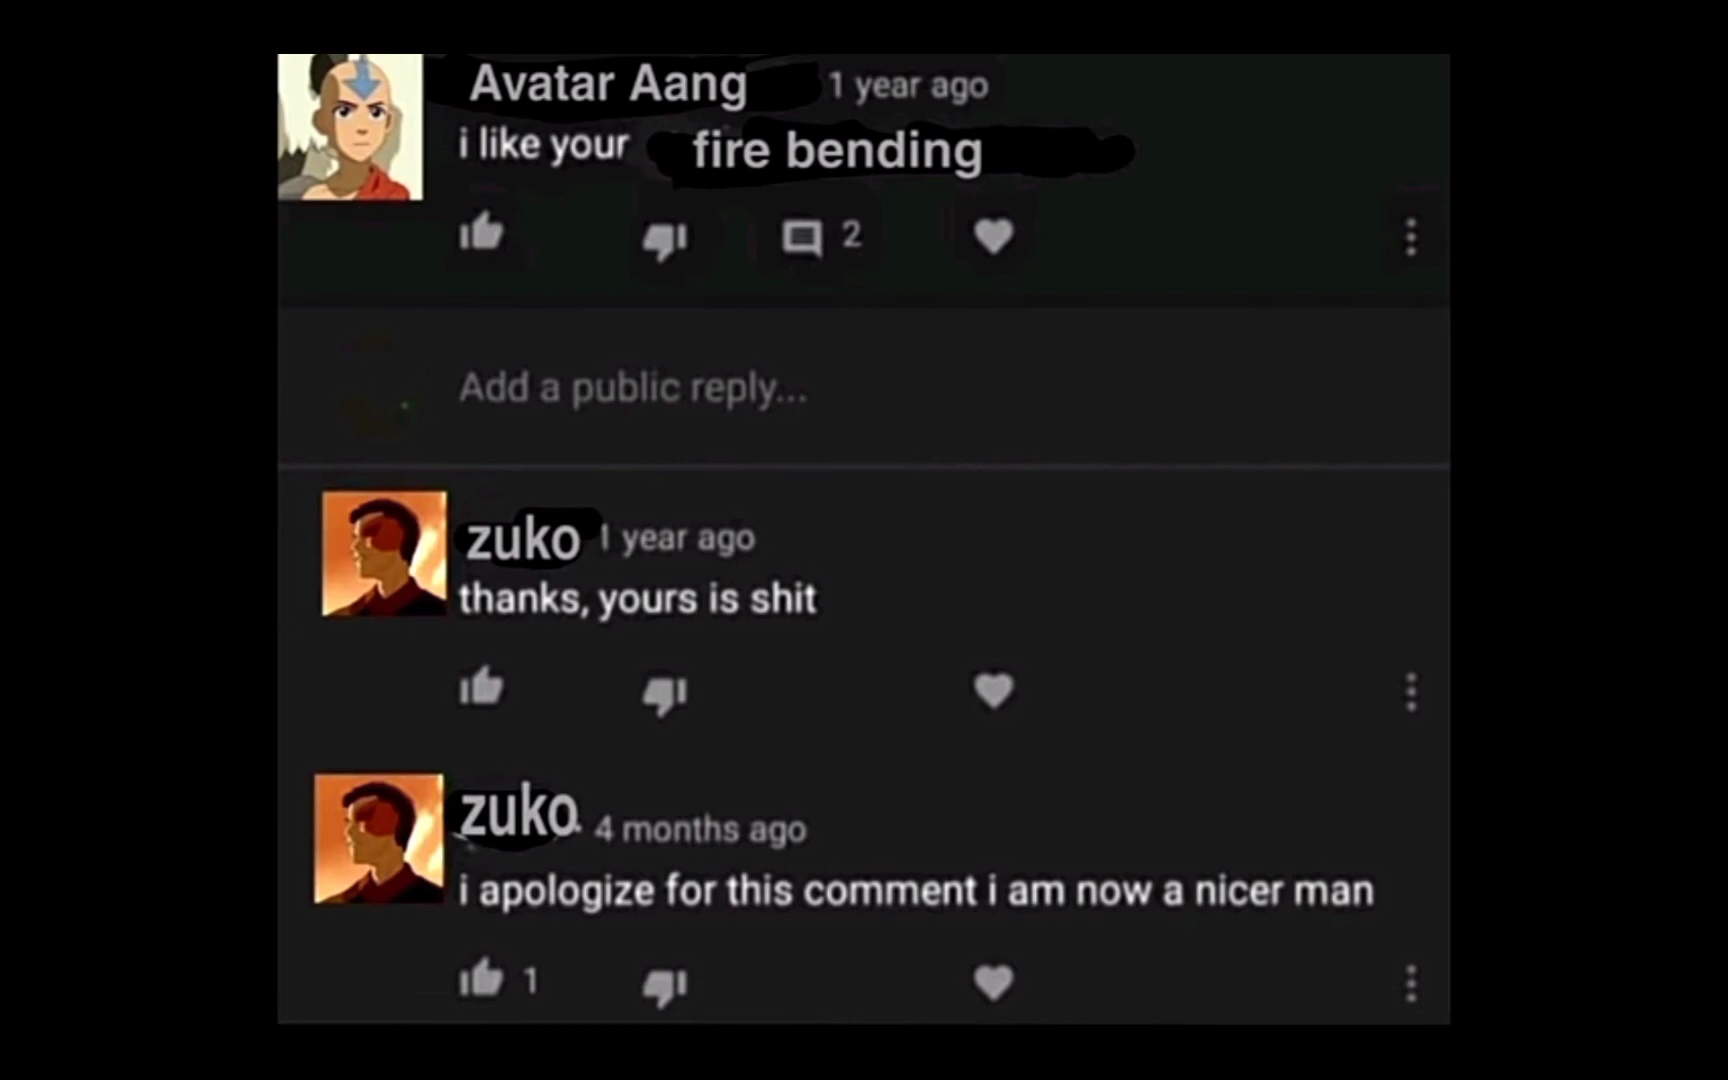 Avatar Aang 1 year ago
i like your fire bending
2
Add a public reply...
zuko 1 year ago
thanks, yours is shit
zuko 4 months ago
i apologize for this comment i am now a nicer man
1